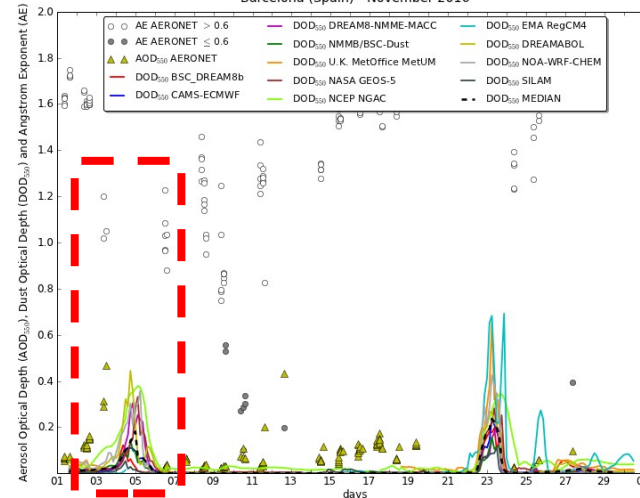 Barcelona (Spain) - November 2016
2.0
1.8
1.6
1.4
1.2
1.0
0.8
0.6
0.4
0.2
Aerosol Optical Depth (AOD550), Dust Optical Depth (DOD550) and Angstrom Exponent (AE)
AE AERONET > 0.6
AE AERONET ≤ 0.6
AOD550 AERONET
DOD550 BSC_DREAM8b
DOD550 CAMS-ECMWF
DOD550 DREAM8-NMME-MACC
DOD550 NMMB/BSC-Dust
DOD550 U.K. MetOffice MetUM
DOD550 NASA GEOS-5
DOD550 NCEP NGAC
DOD550 EMA RegCM4
DOD550 DREAMABOL
DOD550 NOA-WRF-CHEM
DOD550 SILAM
DOD550 MEDIAN
01 03 05 07 09 11 13 15 17 19 21 23 25 27 29
days